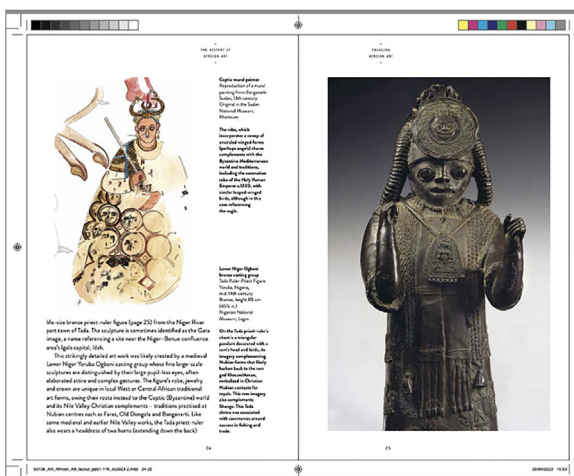 THE HISTORY OF
AFRICAN ART
ENGAGING
AFRICAN ART
Coptic mural painter
Reproduction of a mural
painting from Banganarti
Sudan, 13th century
Original in the Sudan
National Museum,
Khartoum
The robe, which
incorporates a sweep of
encircled winged forms
(perhaps angels) shares
complements with the
Byzantine Mediterranean
world and traditions,
including the coronation
robe of the Holy Roman
Emperor c.1300, with
similar looped-winged
birds, although in this
case referencing
the eagle.
Lower Niger Ogboni
bronze casting group
Tada Ruler-Priest Figure
Yoruba, Nigeria,
mid 14th century
Bronze, height 115 cm
(45¼ in.)
Nigerian National
Museum, Lagos
On the Tada priest-ruler's
chest is a triangular
pendant decorated with a
ram's head and birds, its
imagery complementing
Nubian forms that likely
harken back to the ram
god Khnum/Amun,
revitalized in Christian
Nubian contexts for
royals. This ram imagery
also complements
Shango. This Tada
shrine was associated
with ceremonies around
success in fishing and
trade.
life-size bronze priest-ruler figure (page 25) from the Niger River
port town of Tada. The sculpture is sometimes identified as the Gara
image, a name referencing a site near the Niger-Benue confluence
area's Igala capital, Idah.
This strikingly detailed art work was likely created by a medieval
Lower Niger Yoruba Ogboni casting group whose fine large-scale
sculptures are distinguished by their large pupil-less eyes, often
elaborated attire and complex gestures. The figure's robe, jewelry
and crown are unique in local West or Central African traditional
art forms, owing their roots instead to the Coptic (Byzantine) world
and its Nile Valley Christian complements – traditions practised at
Nubian centres such as Faras, Old Dongola and Banganarti. Like
some medieval and earlier Nile Valley works, the Tada priest-ruler
also wears a headdress of two horns (extending down the back)
24
25